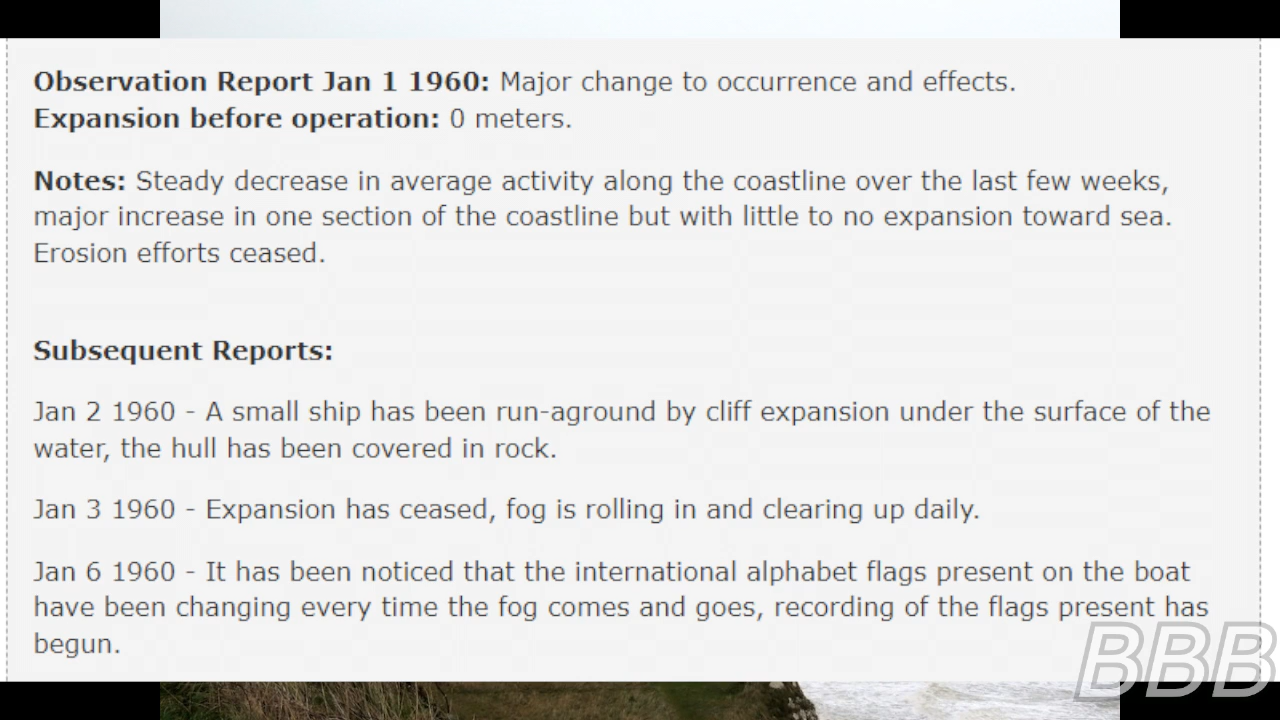 Observation Report Jan 1 1960: Major change to occurrence and effects.
Expansion before operation: 0 meters.
Notes: Steady decrease in average activity along the coastline over the last few weeks,
major increase in one section of the coastline but with little to no expansion toward sea.
Erosion efforts ceased.
Subsequent Reports:
Jan 2 1960 - A small ship has been run-aground by cliff expansion under the surface of the
water, the hull has been covered in rock.
Jan 3 1960 - Expansion has ceased, fog is rolling in and clearing up daily.
Jan 6 1960 - It has been noticed that the international alphabet flags present on the boat
have been changing every time the fog comes and goes, recording of the flags present has
begun.
BBB